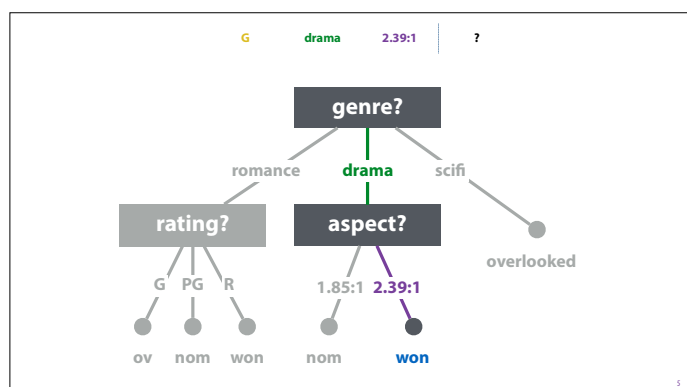 G drama 2.39:1 ?
genre?
romance drama scifi
rating? aspect?
overlooked
G PG R 1.85:1 2.39:1
ov nom won nom won
5